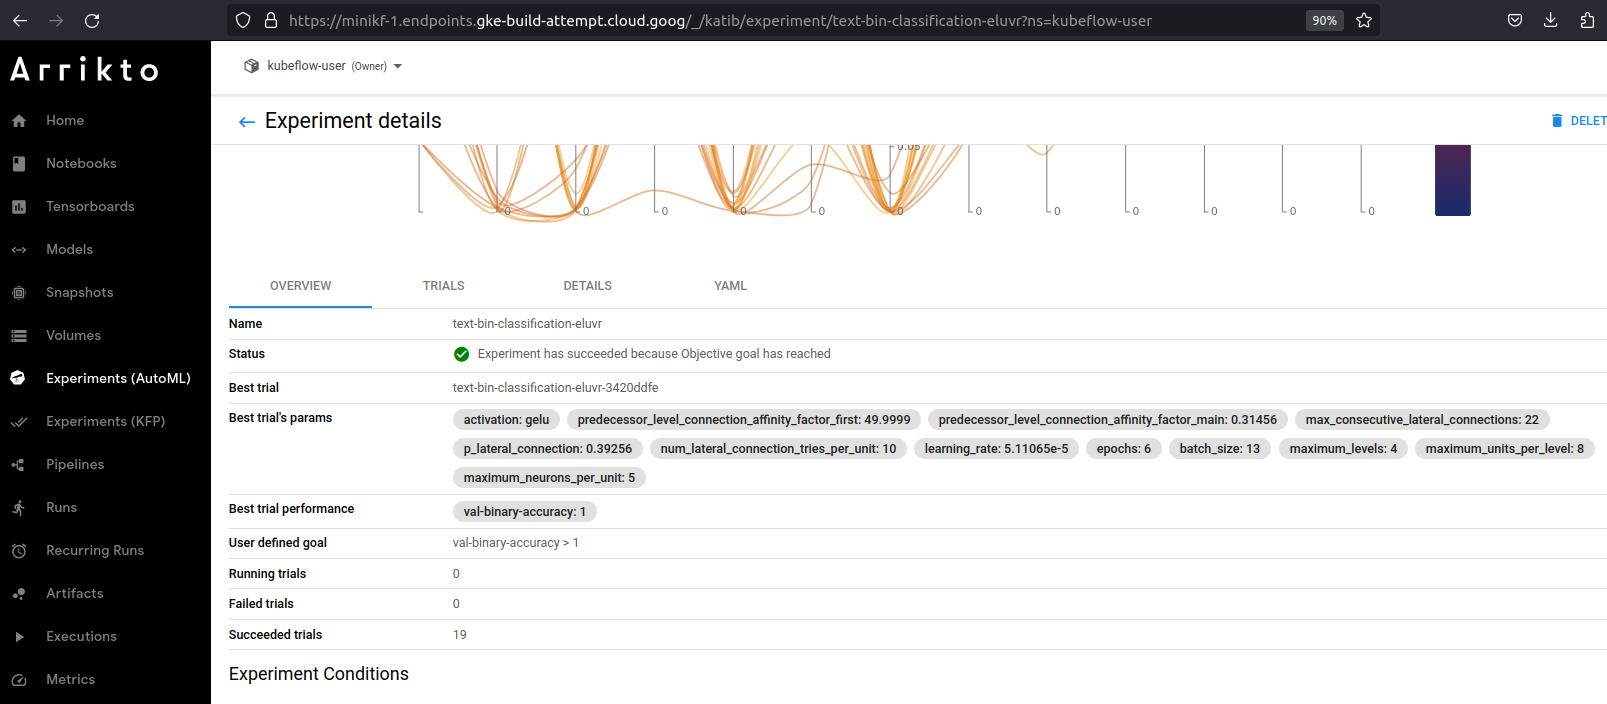 https://minikf-1.endpoints.gke-build-attempt.cloud.goog/_/katib/experiment/text-bin-classification-eluvr?ns=kubeflow-user 90%
Arrikto
kubeflow-user (Owner)
Home
Notebooks
Tensorboards
Models
Snapshots
Volumes
Experiments (AutoML)
Experiments (KFP)
Pipelines
Runs
Recurring Runs
Artifacts
Executions
Metrics
Experiment details
DELET
0.05
0 0 0 0 0 0 0 0 0 0 0 0
OVERVIEW TRIALS DETAILS YAML
Name text-bin-classification-eluvr
Status Experiment has succeeded because Objective goal has reached
Best trial text-bin-classification-eluvr-3420ddfe
Best trial's params activation: gelu predecessor_level_connection_affinity_factor_first: 49.9999 predecessor_level_connection_affinity_factor_main: 0.31456 max_consecutive_lateral_connections: 22
p_lateral_connection: 0.39256 num_lateral_connection_tries_per_unit: 10 learning_rate: 5.11065e-5 epochs: 6 batch_size: 13 maximum_levels: 4 maximum_units_per_level: 8
maximum_neurons_per_unit: 5
Best trial performance val-binary-accuracy: 1
User defined goal val-binary-accuracy > 1
Running trials 0
Failed trials 0
Succeeded trials 19
Experiment Conditions